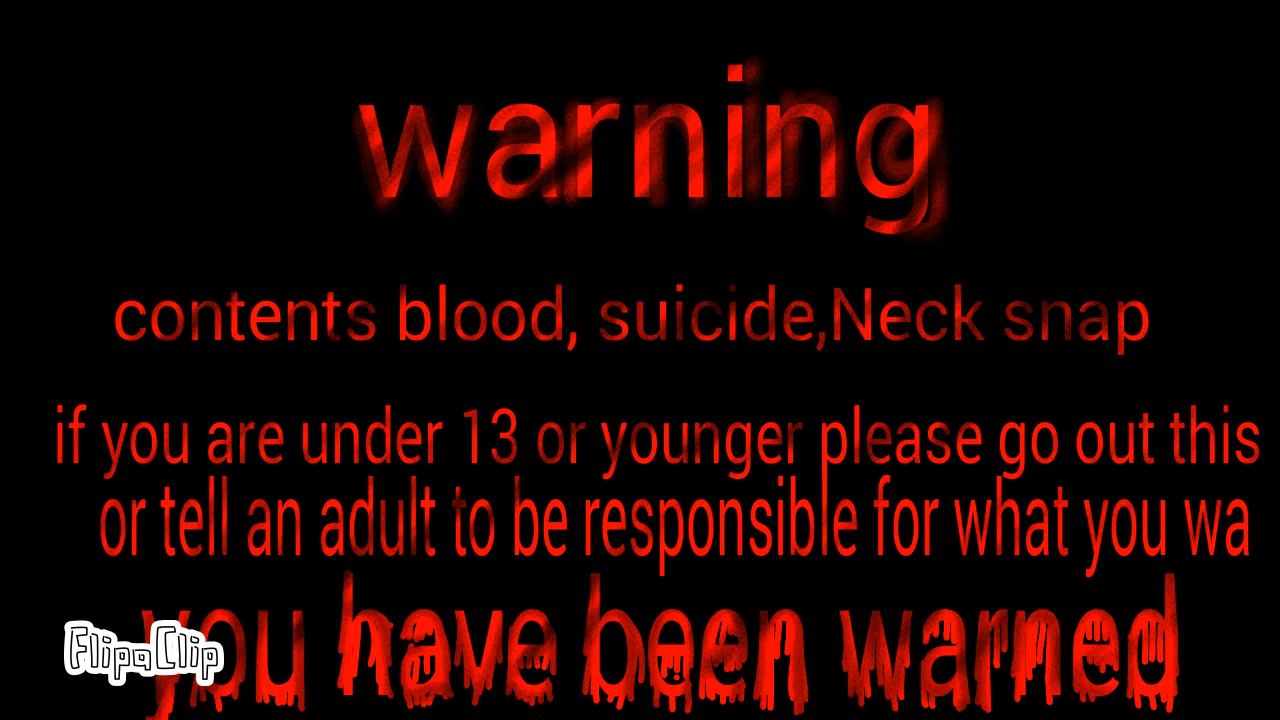 warning
contents blood, suicide,Neck snap
if you are under 13 or younger please go out this
or tell an adult to be responsible for what you wa
you have been warned
FlipaClip